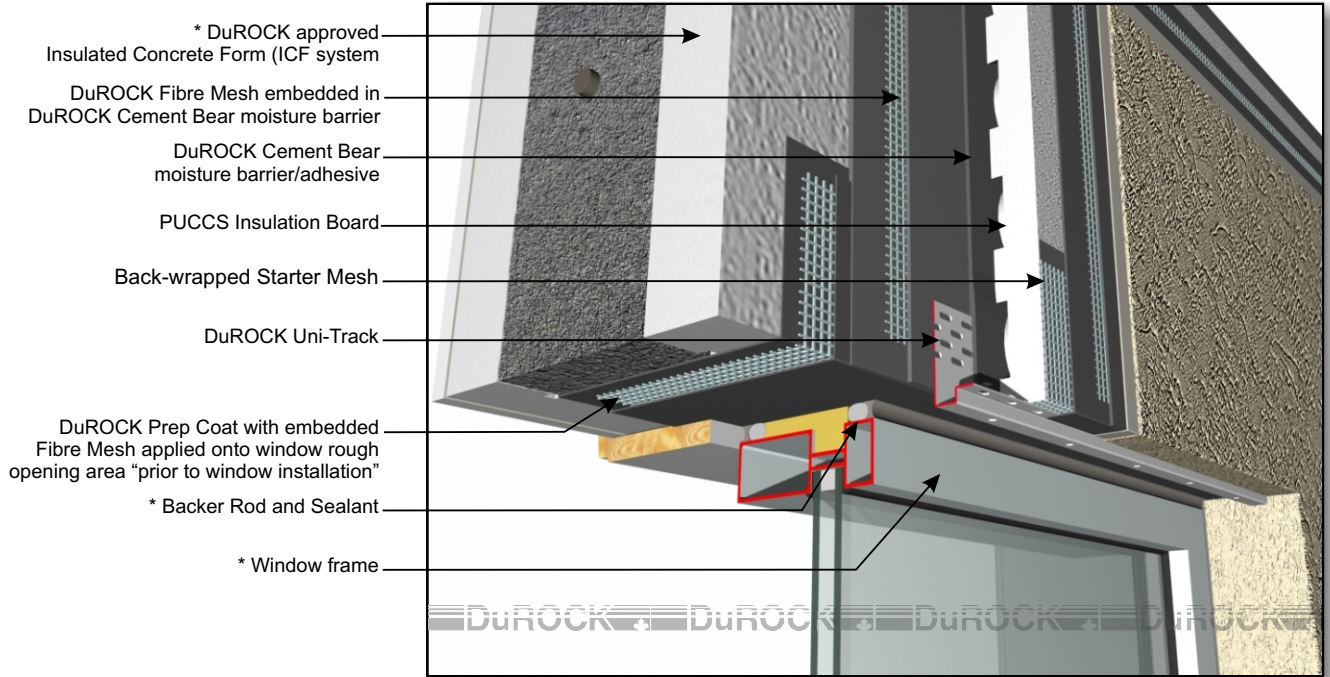 * DuROCK approved
Insulated Concrete Form (ICF system
DuROCK Fibre Mesh embedded in
DuROCK Cement Bear moisture barrier
DuROCK Cement Bear
moisture barrier/adhesive
PUCCS Insulation Board
Back-wrapped Starter Mesh
DuROCK Uni-Track
DuROCK Prep Coat with embedded
Fibre Mesh applied onto window rough
opening area “prior to window installation”
* Backer Rod and Sealant
* Window frame
DuROCK DuROCK DuROCK DuROCK